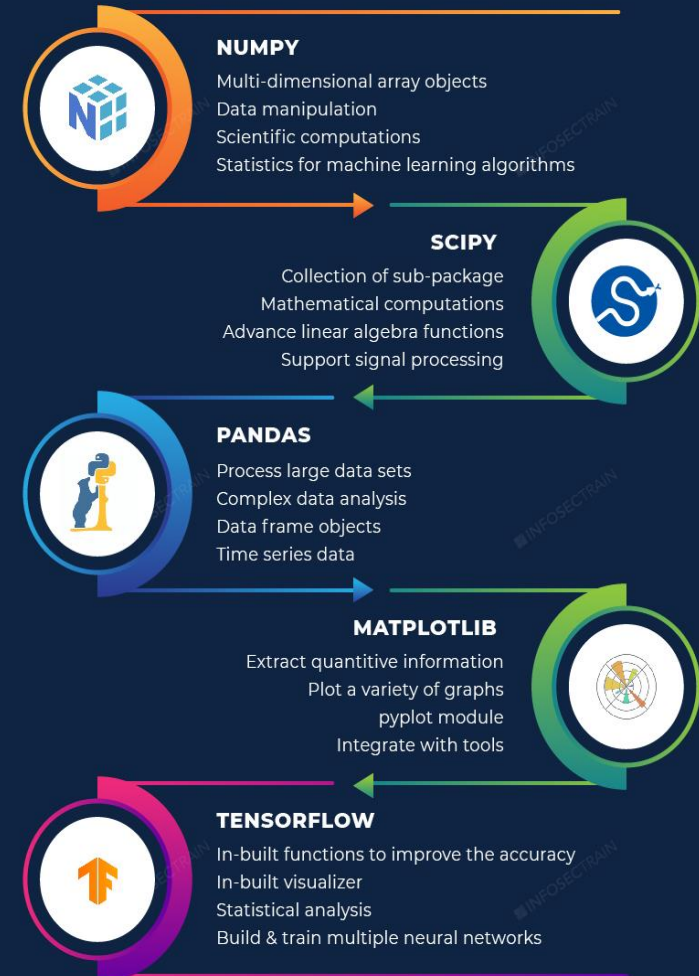 NUMPY
Multi-dimensional array objects
Data manipulation
Scientific computations
Statistics for machine learning algorithms
SCIPY
Collection of sub-package
Mathematical computations
Advance linear algebra functions
Support signal processing
PANDAS
Process large data sets
Complex data analysis
Data frame objects
Time series data
MATPLOTLIB
Extract quantitive information
Plot a variety of graphs
pyplot module
Integrate with tools
TENSORFLOW
In-built functions to improve the accuracy
In-built visualizer
Statistical analysis
Build & train multiple neural networks
INFOSECTRAIN
INFOSECTRAIN
INFOSECTRAIN